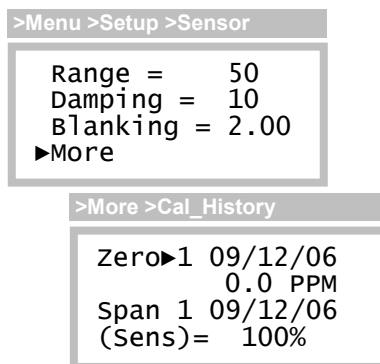 >Menu >Setup >Sensor
Range = 50
Damping = 10
Blanking = 2.00
►More
>More >Cal_History
Zero►1 09/12/06
0.0 PPM
Span 1 09/12/06
(Sens)= 100%